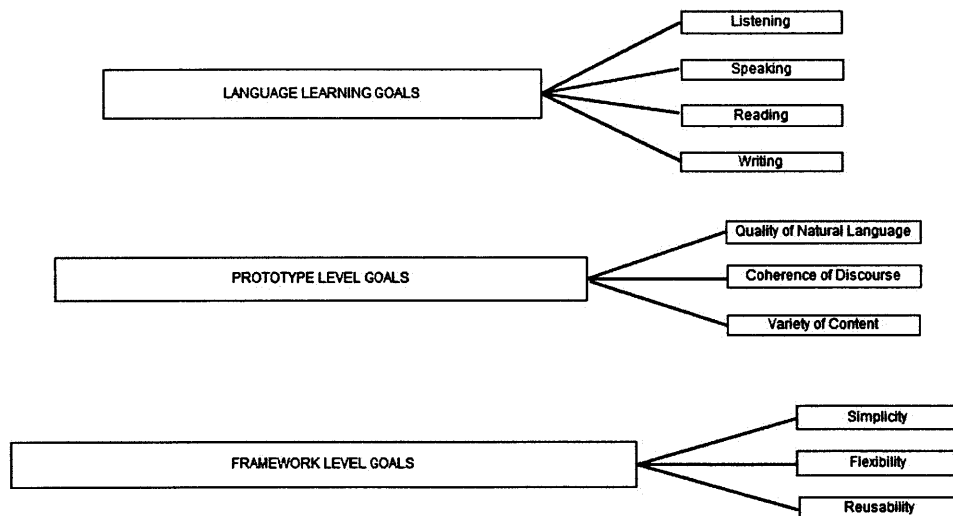 LANGUAGE LEARNING GOALS
Listening
Speaking
Reading
Writing
PROTOTYPE LEVEL GOALS
Quality of Natural Language
Coherence of Discourse
Variety of Content
FRAMEWORK LEVEL GOALS
Simplicity
Flexibility
Reusability